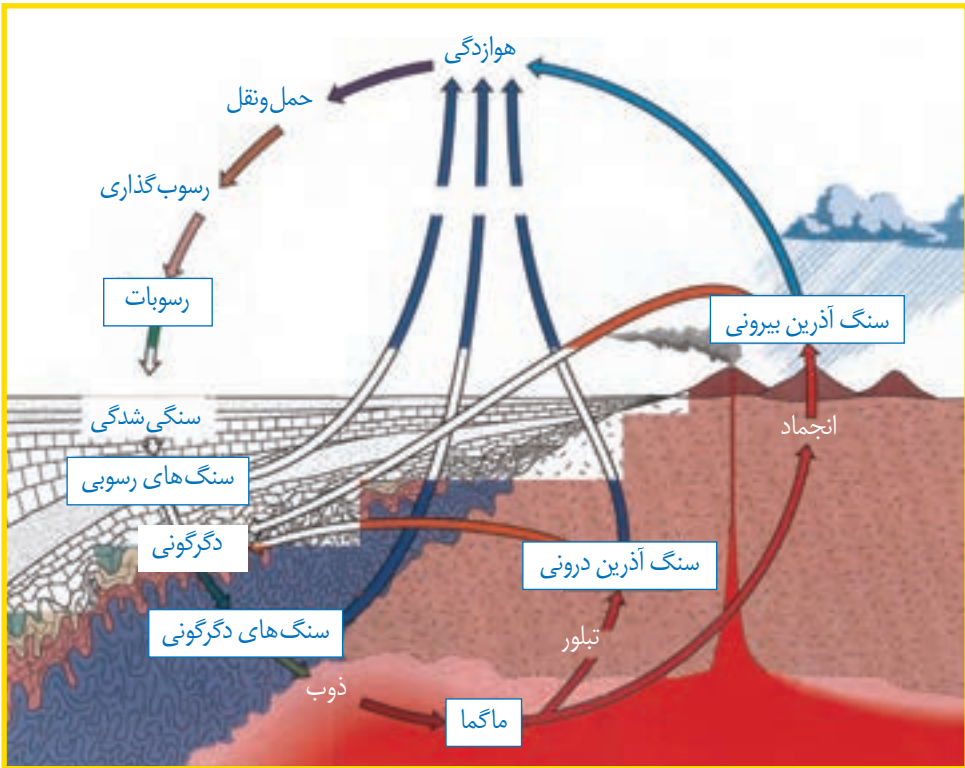 هوازدگی
حمل‌ونقل
رسوب‌گذاری
رسوبات
سنگ آذرین بیرونی
سنگی‌شدگی
انجماد
سنگ‌های رسوبی
دگرگونی
سنگ آذرین درونی
سنگ‌های دگرگونی
تبلور
ذوب
ماگما